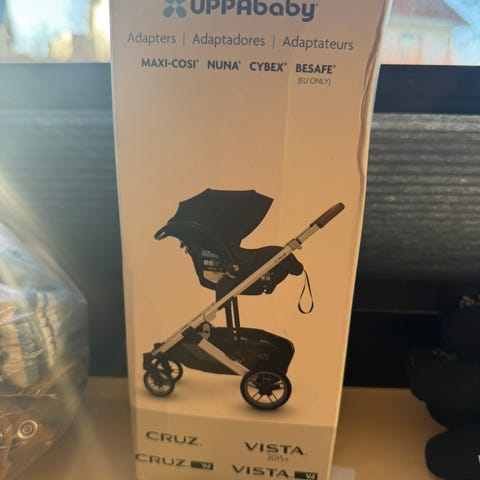 UPPAbaby
Adapters | Adaptadores | Adaptateurs
MAXI-COSI® NUNA® CYBEX® BESAFE®
(EU ONLY)
CRUZ® VISTA®
2015+
CRUZ® V2 VISTA® V2